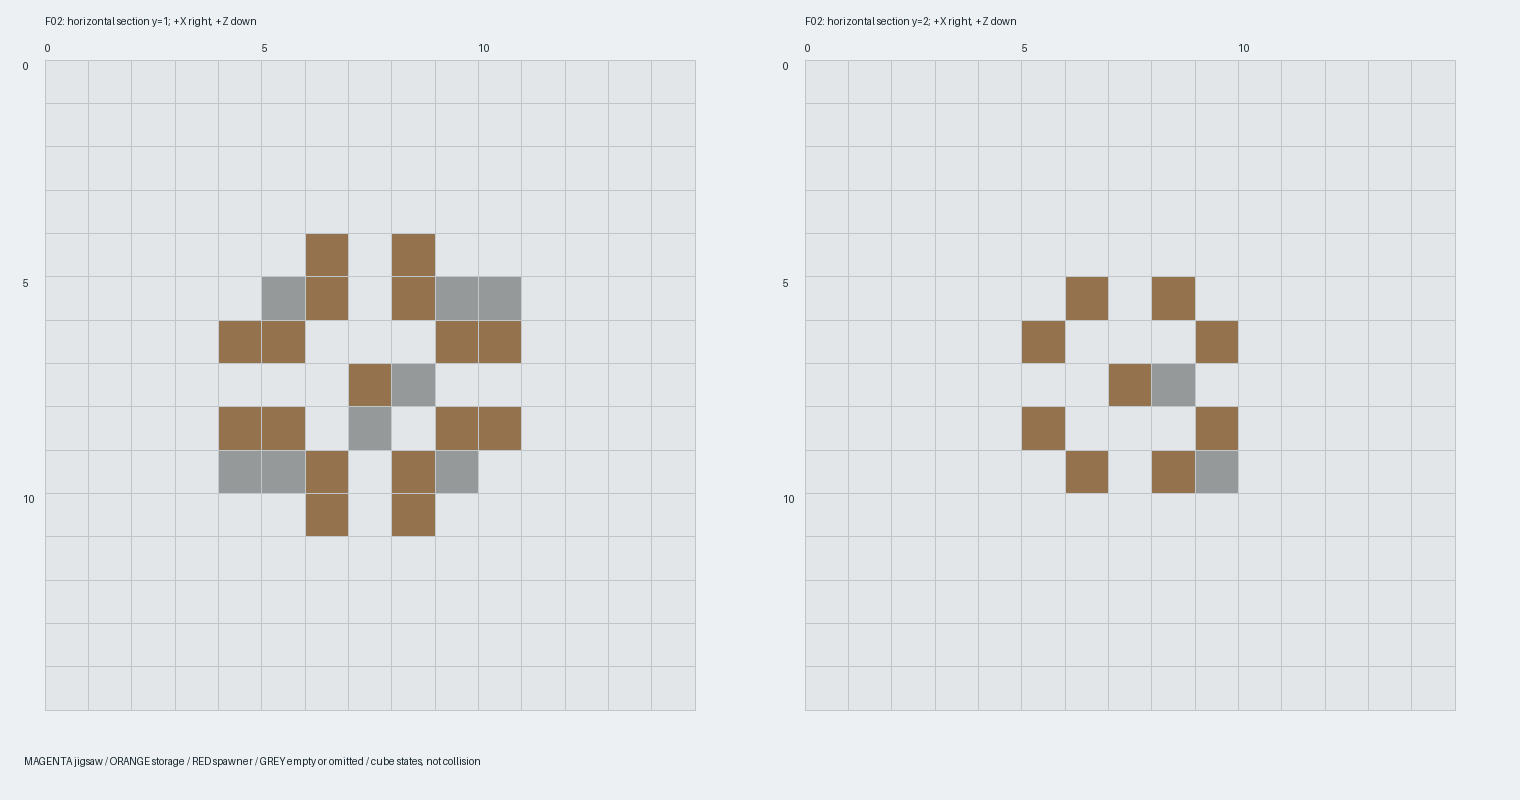 F02: horizontal section y=1; +X right, +Z down
F02: horizontal section y=2; +X right, +Z down
0 5 10
0 5 10
0
0
5
5
10
10
MAGENTA jigsaw / ORANGE storage / RED spawner / GREY empty or omitted / cube states, not collision